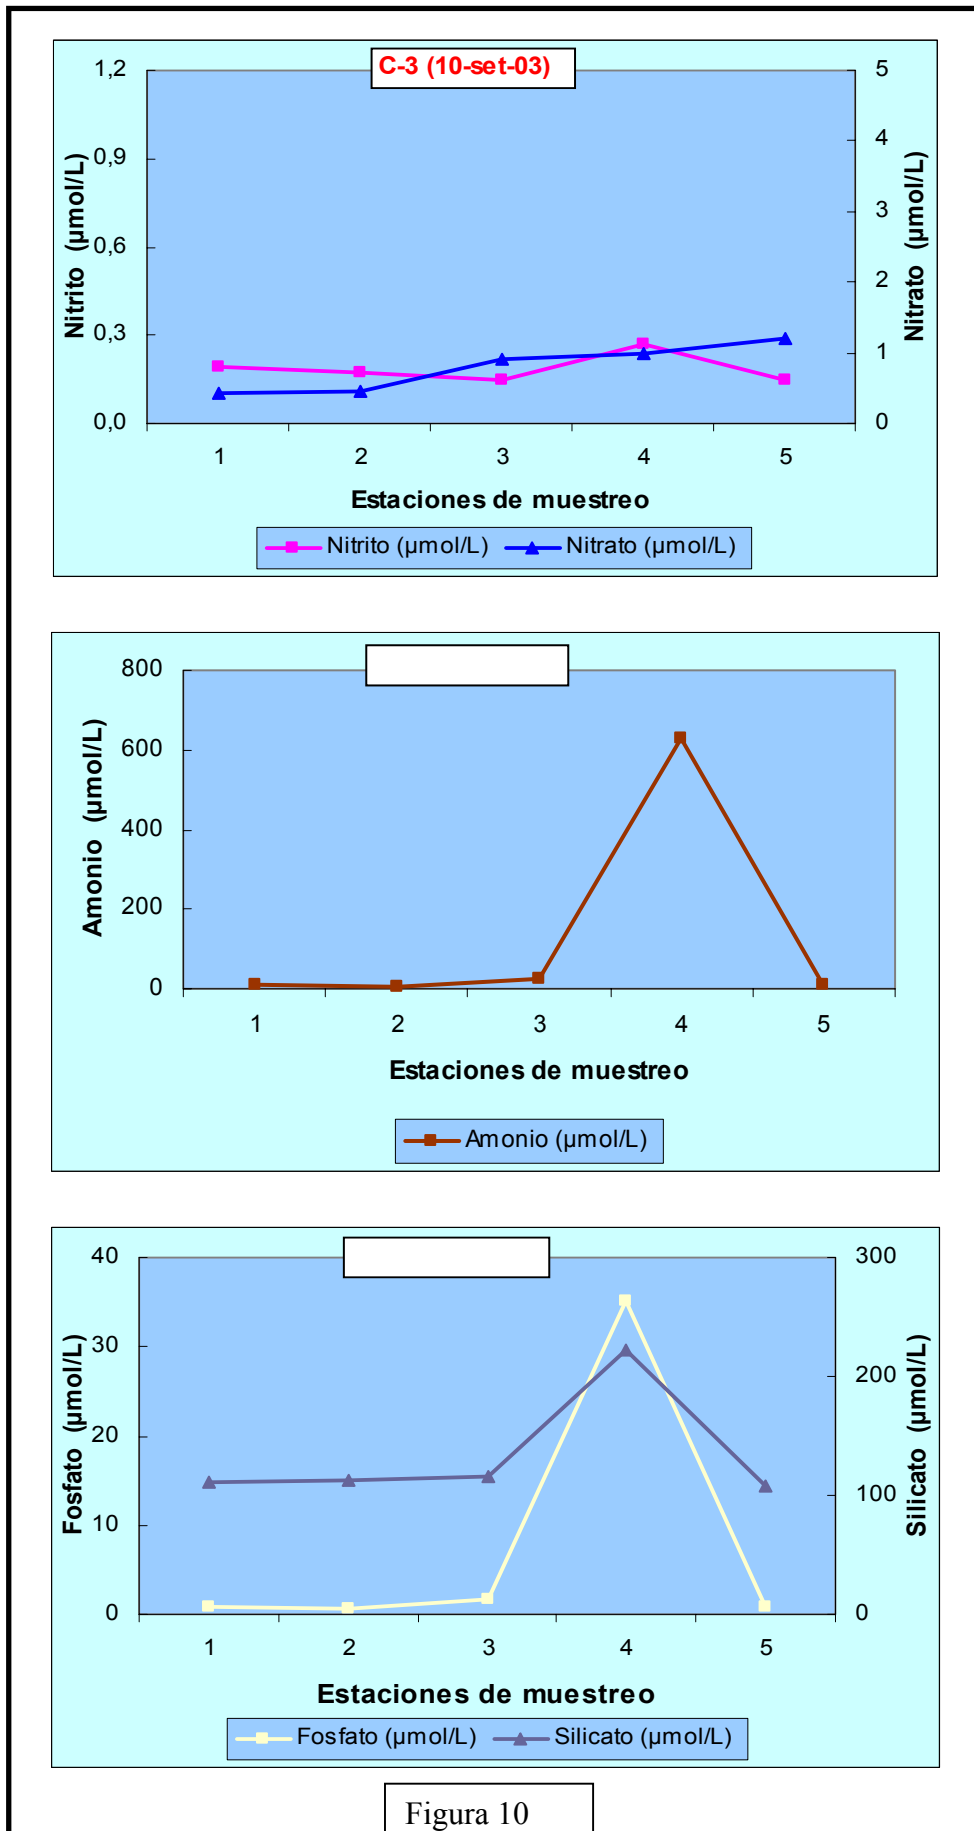 C-3 (10-set-03)
1,2
0,9
0,6
0,3
0,0
Nitrito (µmol/L)
5
4
3
2
1
0
Nitrato (µmol/L)
1 2 3 4 5
Estaciones de muestreo
Nitrito (µmol/L) Nitrato (µmol/L)
800
600
400
200
0
Amonio (µmol/L)
1 2 3 4 5
Estaciones de muestreo
Amonio (µmol/L)
40
30
20
10
0
Fosfato (µmol/L)
300
200
100
0
Silicato (µmol/L)
1 2 3 4 5
Estaciones de muestreo
Fosfato (µmol/L) Silicato (µmol/L)
Figura 10